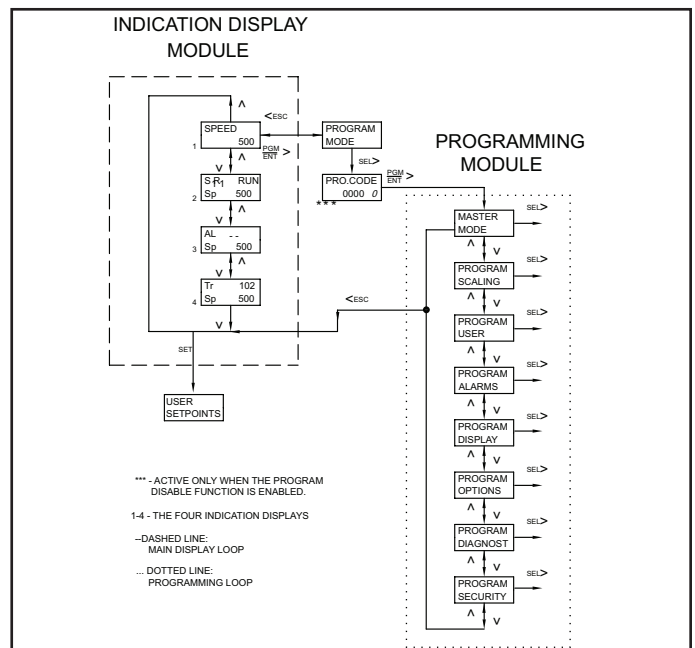 INDICATION DISPLAY
MODULE
<ESC
1
SPEED
500
PGM
ENT >
PROGRAM
MODE
SEL>
PRO.CODE
0000 0
***
PGM
ENT >
2
S R1 RUN
Sp 500
3
AL - -
Sp 500
4
Tr 102
Sp 500
<ESC
SET
USER
SETPOINTS
PROGRAMMING
MODULE
MASTER
MODE
SEL>
PROGRAM
SCALING
SEL>
PROGRAM
USER
SEL>
PROGRAM
ALARMS
SEL>
PROGRAM
DISPLAY
SEL>
PROGRAM
OPTIONS
SEL>
PROGRAM
DIAGNOST
SEL>
PROGRAM
SECURITY
SEL>
*** - ACTIVE ONLY WHEN THE PROGRAM
DISABLE FUNCTION IS ENABLED.
1-4 - THE FOUR INDICATION DISPLAYS
--DASHED LINE:
MAIN DISPLAY LOOP
... DOTTED LINE:
PROGRAMMING LOOP